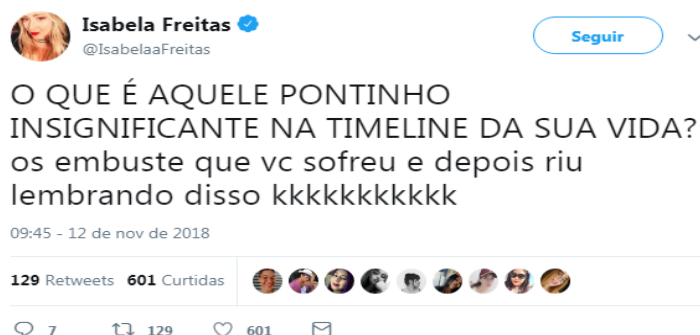 Isabela Freitas
@IsabelaaFreitas
Seguir
O QUE É AQUELE PONTINHO
INSIGNIFICANTE NA TIMELINE DA SUA VIDA?
os embuste que vc sofreu e depois riu
lembrando disso kkkkkkkkkkk
09:45 - 12 de nov de 2018
129 Retweets 601 Curtidas
7 129 601